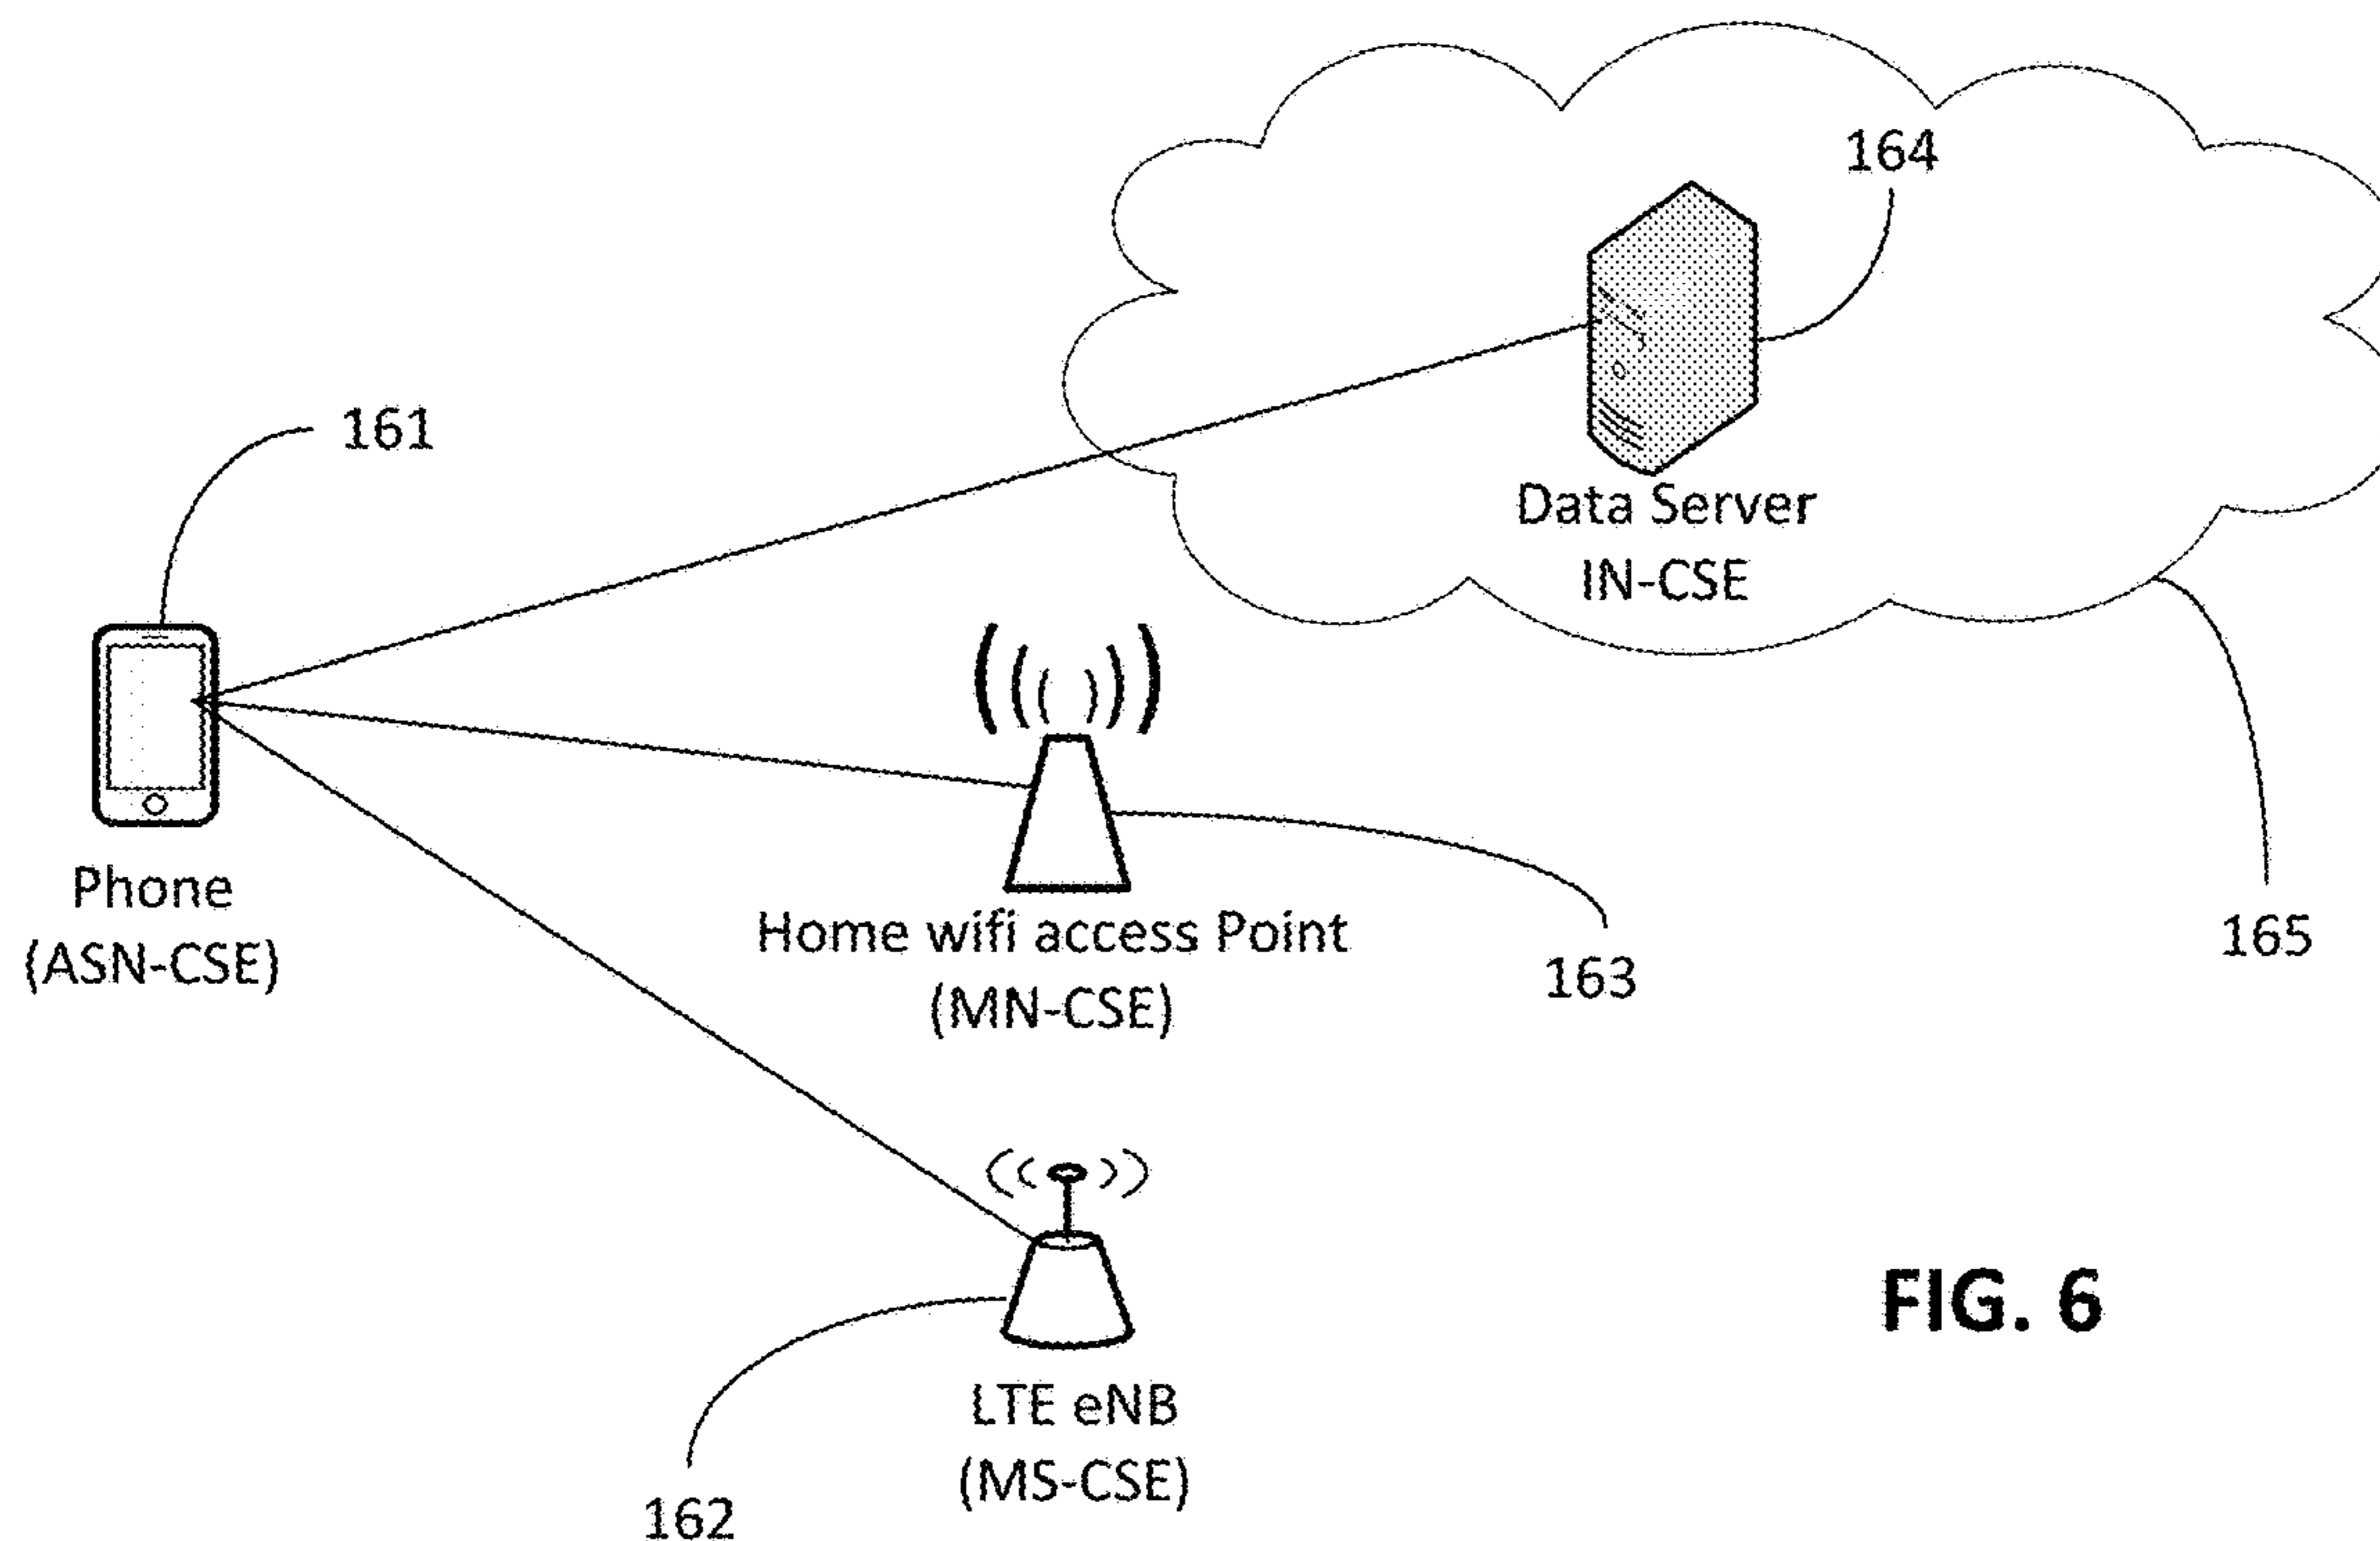 164
161
Data Server
IN-CSE
Phone
(ASN-CSE)
Home wifi access Point
(MN-CSE)
163
165
LTE eNB
(MS-CSE)
162
FIG. 6